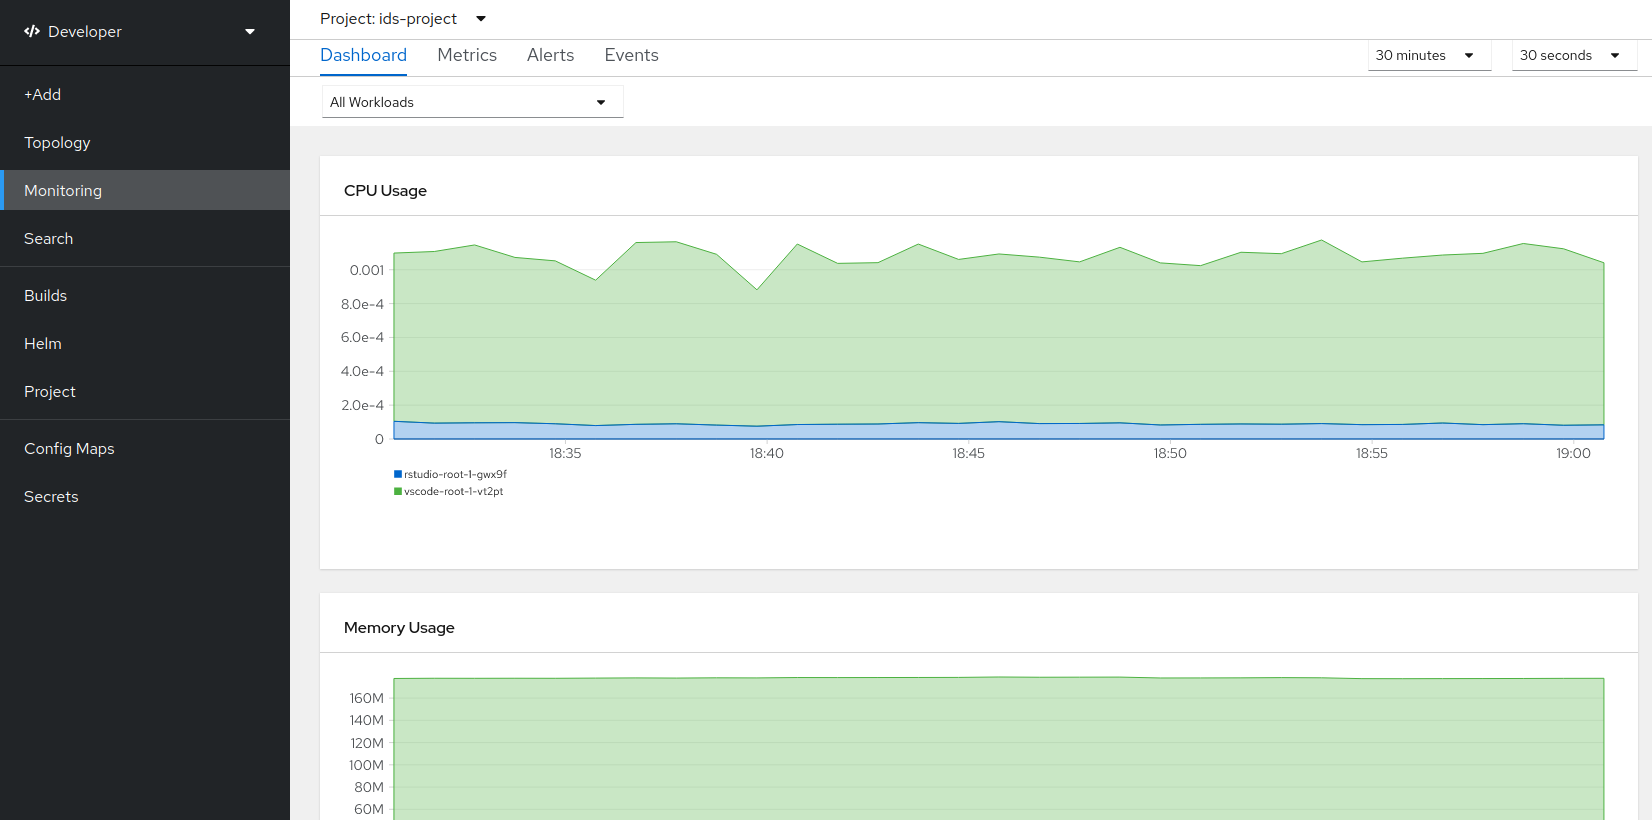 Developer
+Add
Topology
Monitoring
Search
Builds
Helm
Project
Config Maps
Secrets
Project: ids-project
Dashboard Metrics Alerts Events 30 minutes 30 seconds
All Workloads
CPU Usage
0.001
8.0e-4
6.0e-4
4.0e-4
2.0e-4
0
18:35 18:40 18:45 18:50 18:55 19:00
rstudio-root-1-gwx9f
vscode-root-1-vt2pt
Memory Usage
160M
140M
120M
100M
80M
60M